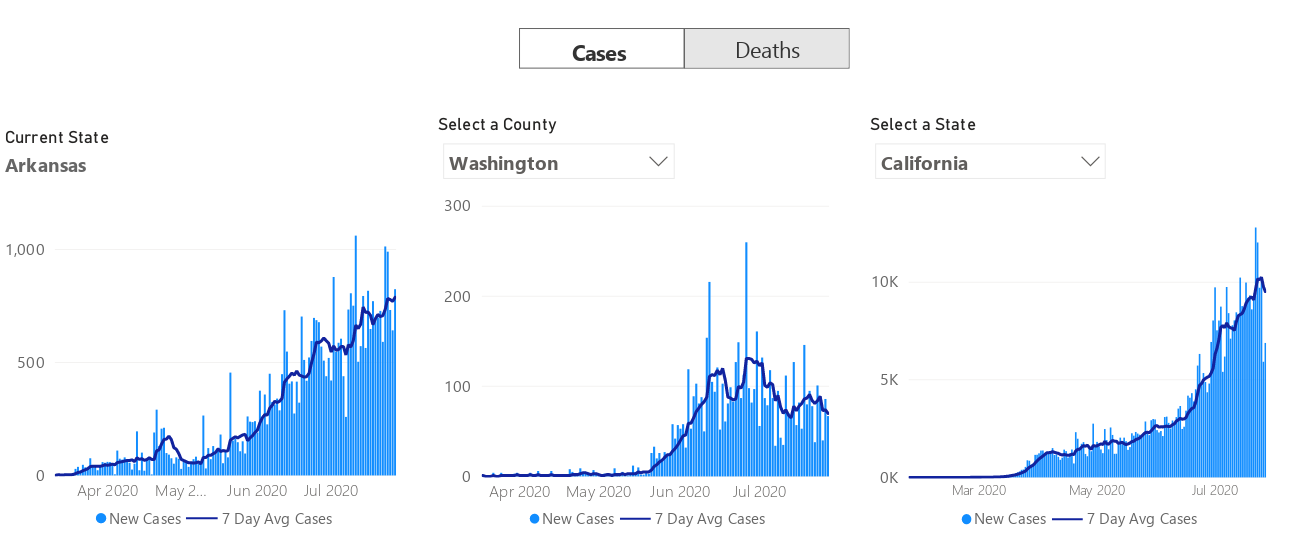 Cases Deaths
Current State
Arkansas
1,000
500
0
Apr 2020 May 2... Jun 2020 Jul 2020
New Cases 7 Day Avg Cases
Select a County
Washington
300
200
100
0
Apr 2020 May 2020 Jun 2020 Jul 2020
New Cases 7 Day Avg Cases
Select a State
California
10K
5K
0K
Mar 2020 May 2020 Jul 2020
New Cases 7 Day Avg Cases